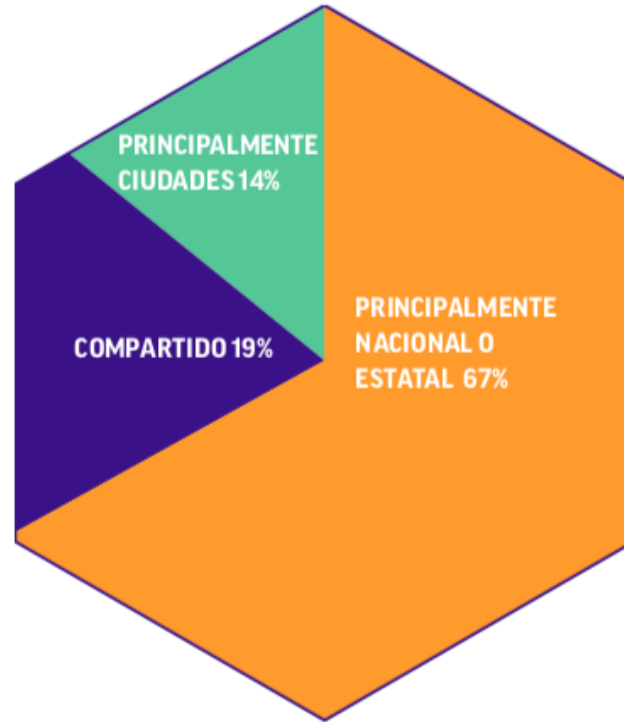 PRINCIPALMENTE
CIUDADES 14%
COMPARTIDO 19%
PRINCIPALMENTE
NACIONAL O
ESTATAL 67%